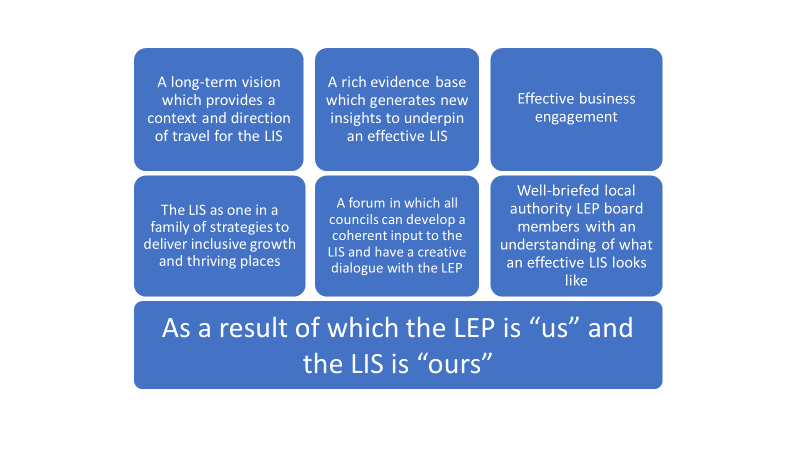 A long-term vision
which provides a
context and direction
of travel for the LIS
A rich evidence base
which generates new
insights to underpin
an effective LIS
Effective business
engagement
The LIS as one in a
family of strategies to
deliver inclusive growth
and thriving places
A forum in which all
councils can develop a
coherent input to the
LIS and have a creative
dialogue with the LEP
Well-briefed local
authority LEP board
members with an
understanding of what
an effective LIS looks
like
As a result of which the LEP is “us” and
the LIS is “ours”